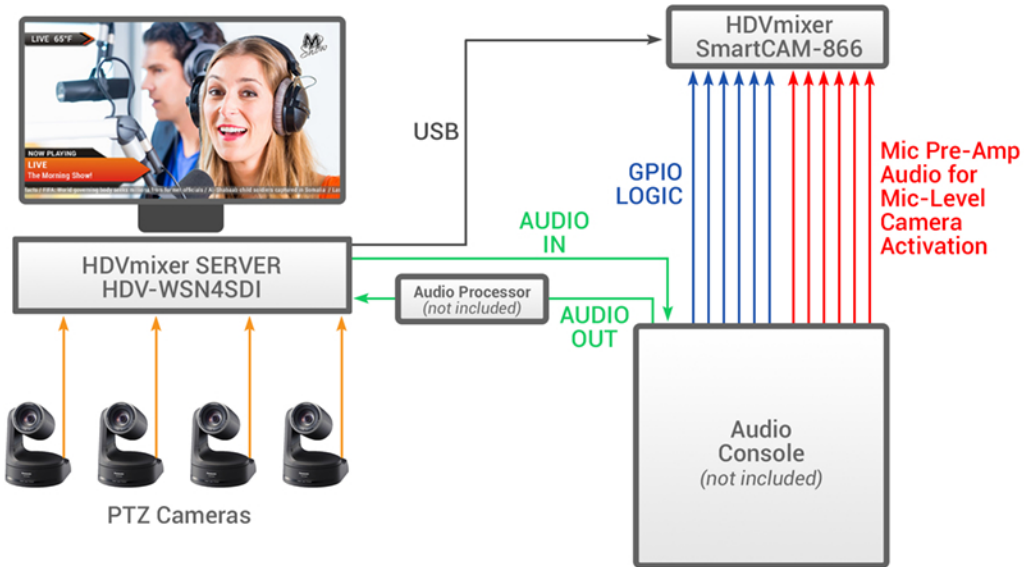 LIVE 65°F
M
Show
NOW PLAYING
LIVE
The Morning Show!
HDVmixer
SmartCAM-866
USB
GPIO
LOGIC
Mic Pre-Amp
Audio for
Mic-Level
Camera
Activation
AUDIO
IN
HDVmixer SERVER
HDV-WSN4SDI
Audio Processor
(not included)
AUDIO
OUT
Audio
Console
(not included)
PTZ Cameras